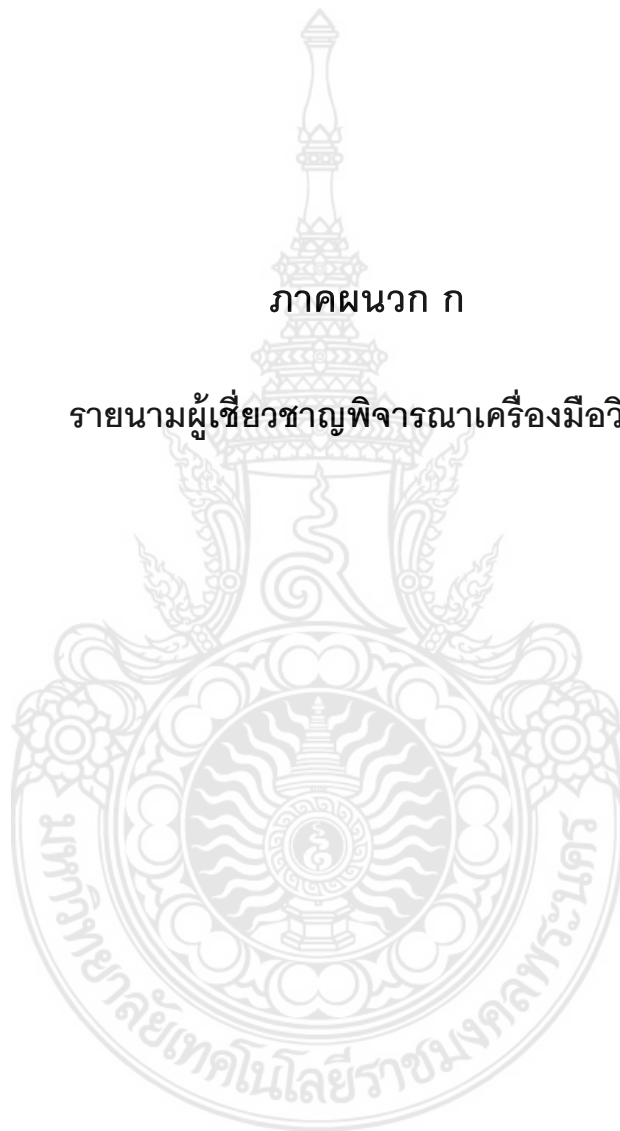 ภาคผนวก ก
รายนามผู้เชี่ยวชาญพิจารณาเครื่องมือวิ
มหาวิทยาลัยเทคโนโลยีราชมงคลพระนคร